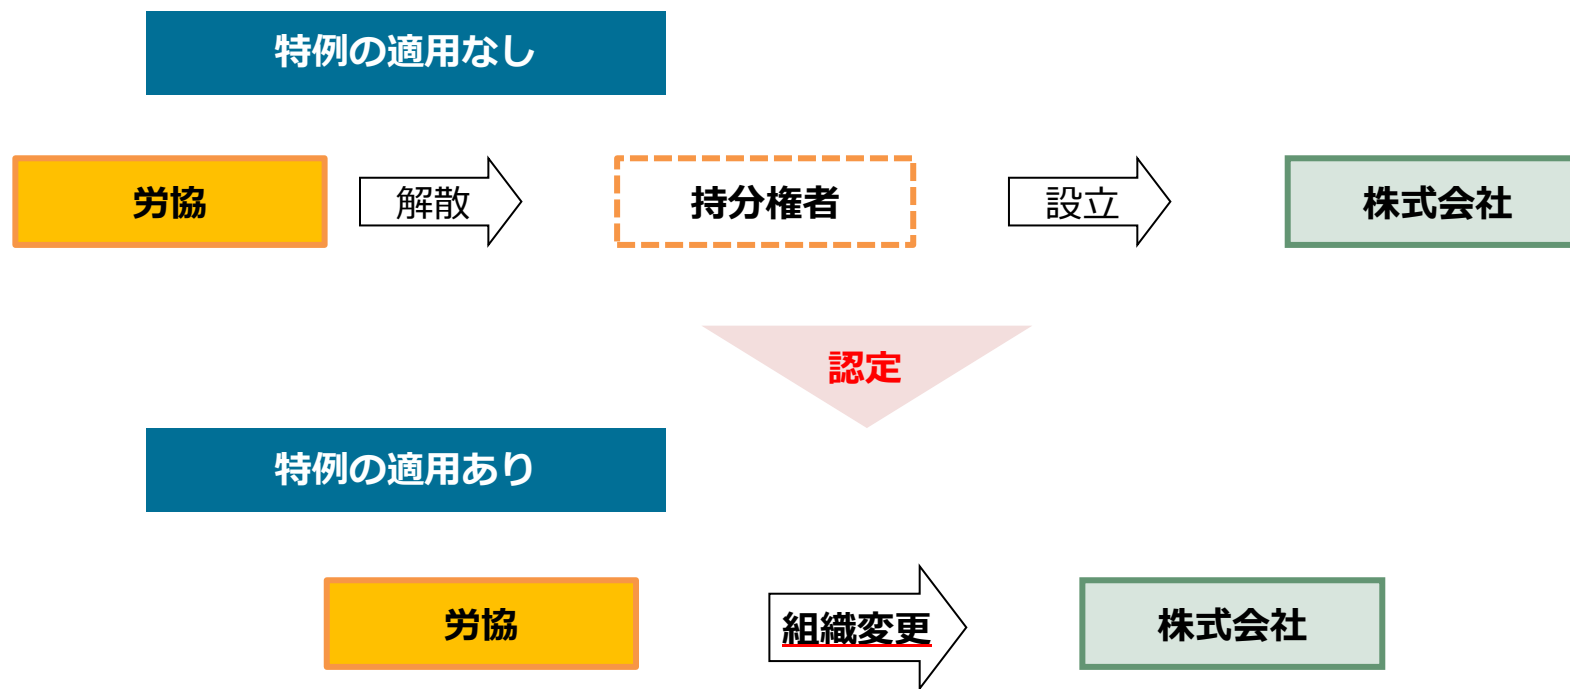 特例の適用なし
労協
解散
持分権者
設立
株式会社
認定
特例の適用あり
労協
組織変更
株式会社